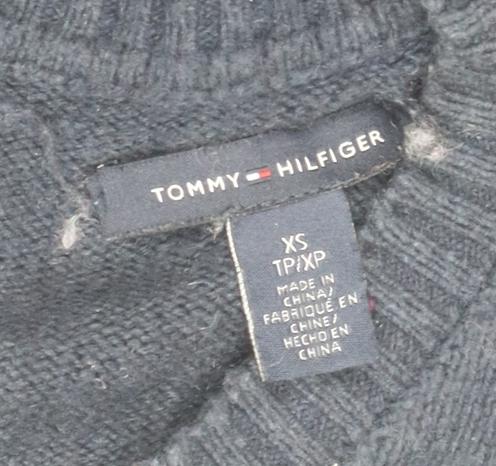 TOMMY HILFIGER
XS
TP/XP
MADE IN
CHINA/
FABRIQUÉ EN
CHINE/
HECHO EN
CHINA